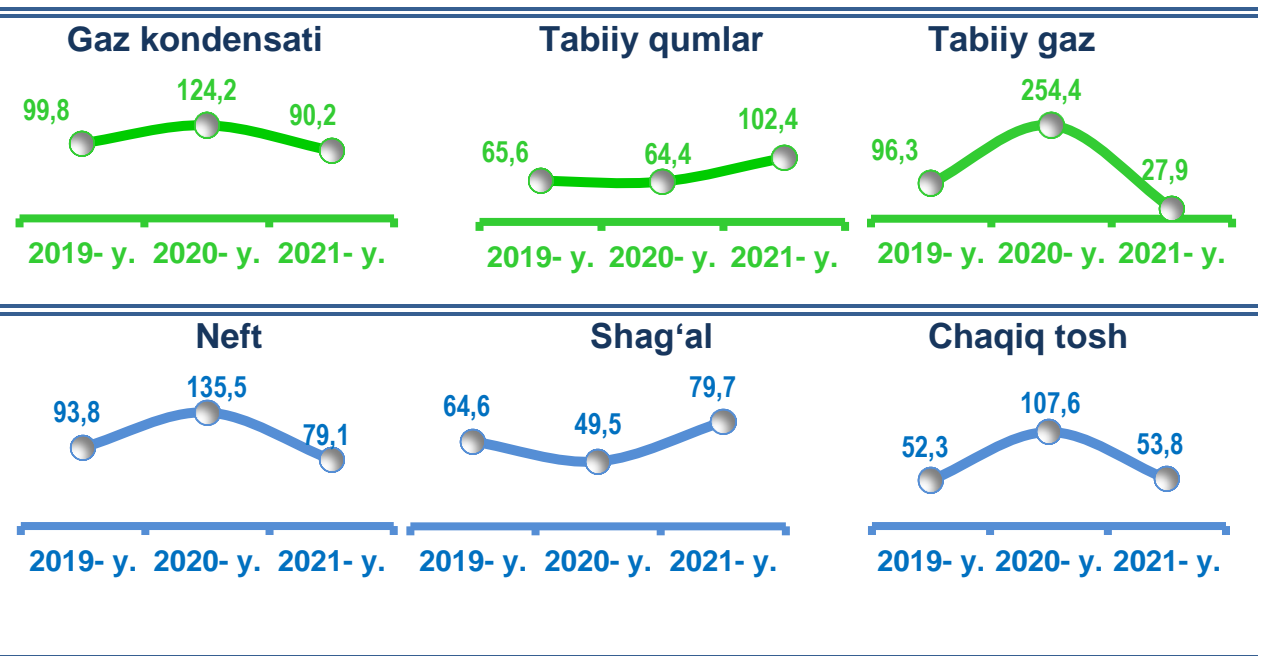 Gaz kondensati
99,8
124,2
90,2
2019- y. 2020- y. 2021- y.
Tabiiy qumlar
65,6
64,4
102,4
2019- y. 2020- y. 2021- y.
Tabiiy gaz
96,3
254,4
27,9
2019- y. 2020- y. 2021- y.
Neft
93,8
135,5
79,1
2019- y. 2020- y. 2021- y.
Shag‘al
64,6
49,5
79,7
2019- y. 2020- y. 2021- y.
Chaqiq tosh
52,3
107,6
53,8
2019- y. 2020- y. 2021- y.